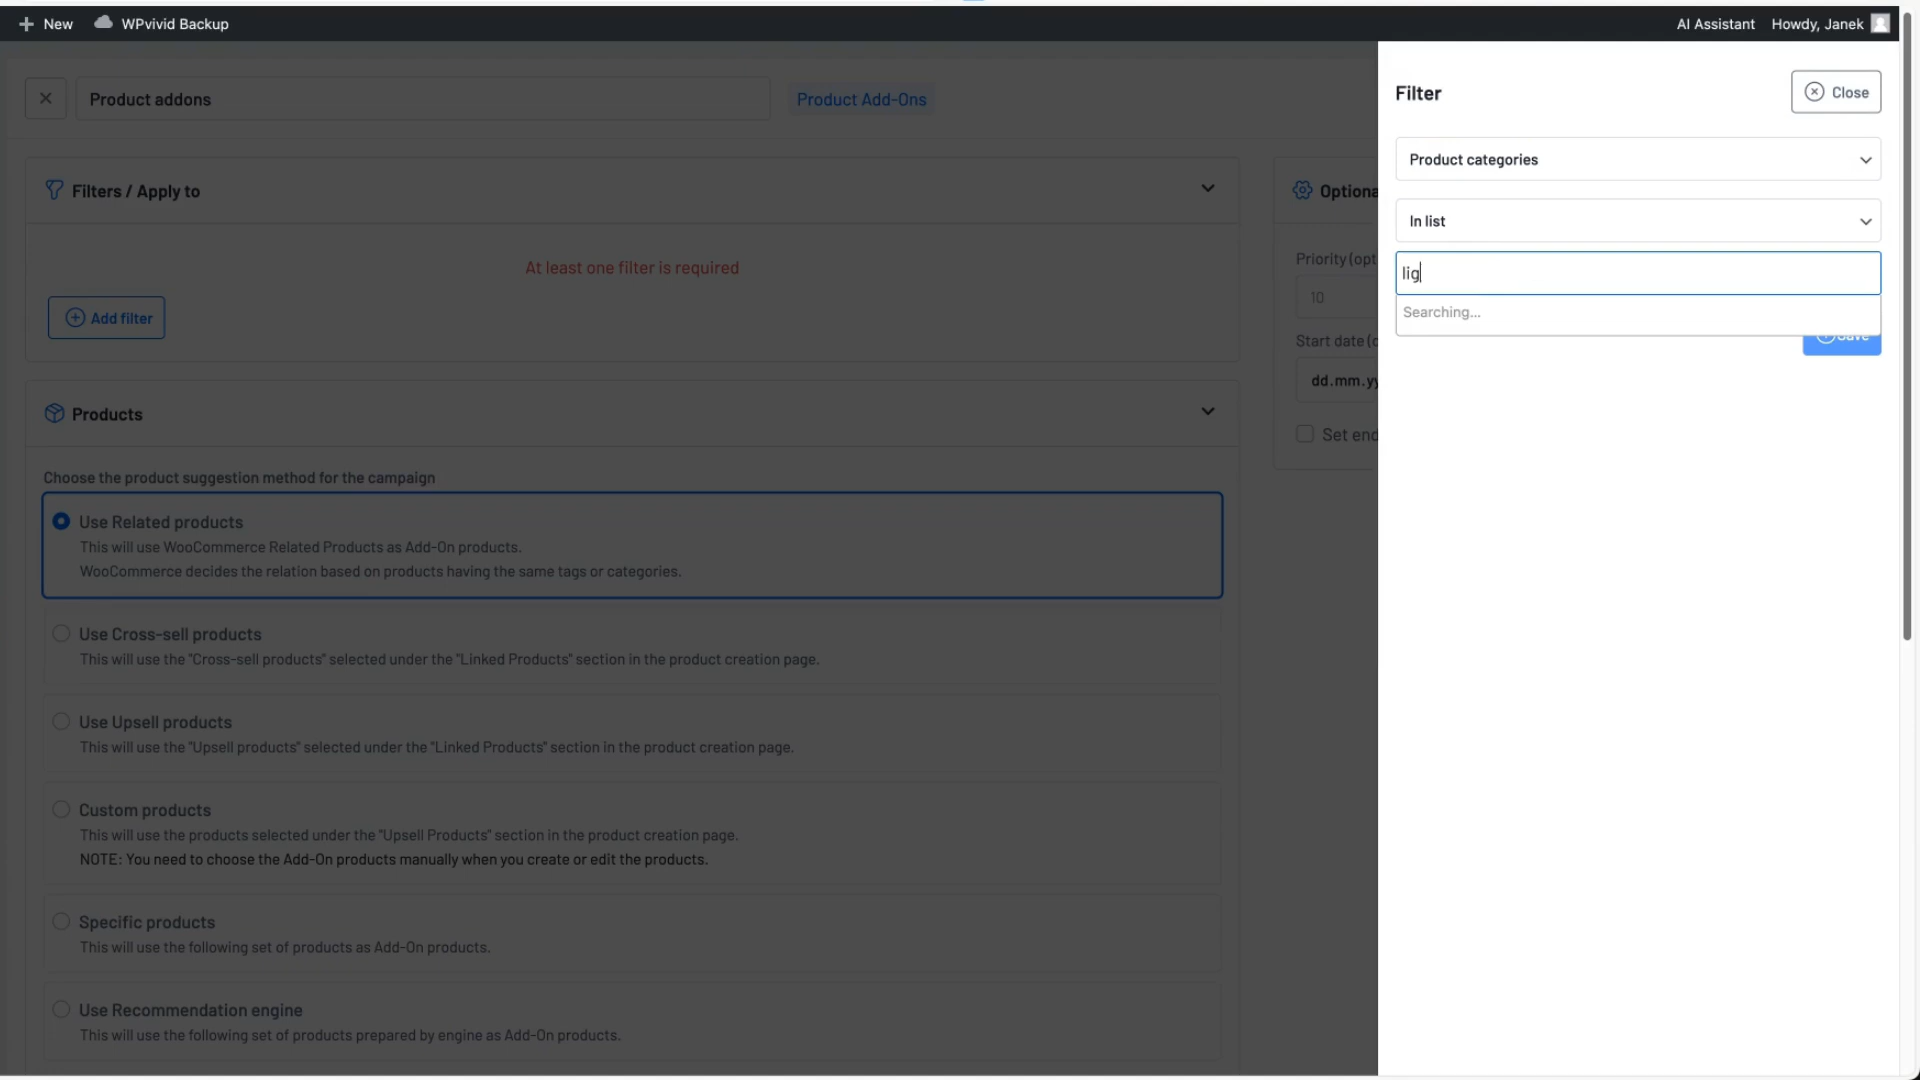 New
WPvivid Backup
AI Assistant
Howdy, Janek
Product addons
Product Add-Ons
Filters / Apply to
At least one filter is required
Add filter
Products
Choose the product suggestion method for the campaign
Use Related products
This will use WooCommerce Related Products as Add-On products.
WooCommerce decides the relation based on products having the same tags or categories.
Use Cross-sell products
This will use the "Cross-sell products" selected under the "Linked Products" section in the product creation page.
Use Upsell products
This will use the "Upsell products" selected under the "Linked Products" section in the product creation page.
Custom products
This will use the products selected under the "Upsell Products" section in the product creation page.
NOTE: You need to choose the Add-On products manually when you create or edit the products.
Specific products
This will use the following set of products as Add-On products.
Use Recommendation engine
This will use the following set of products prepared by engine as Add-On products.
Optiona
Priority (opt
10
Start date (
dd.mm.yy
Set end
Filter
Close
Product categories
In list
lig
Searching...
Save